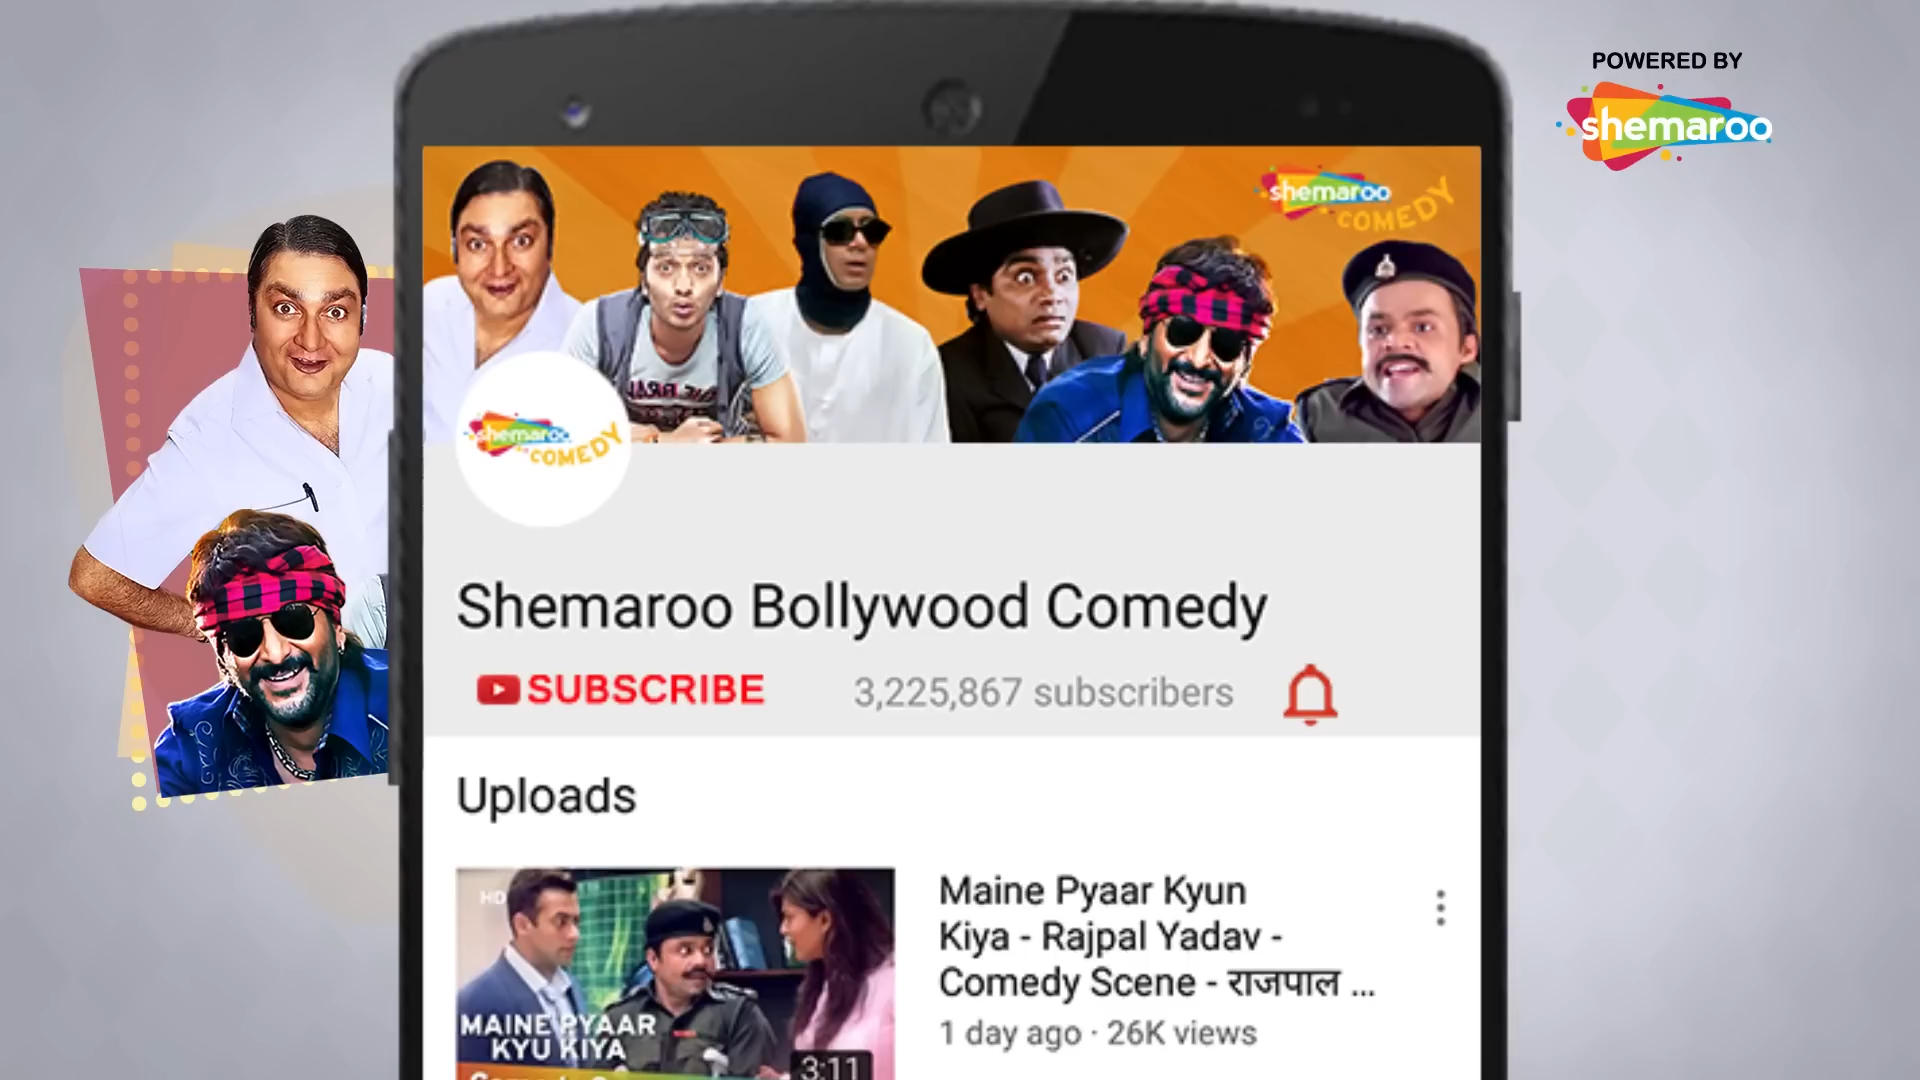 POWERED BY
shemaroo
shemaroo
COMEDY
shemaroo
COMEDY
Shemaroo Bollywood Comedy
SUBSCRIBE
3,225,867 subscribers
Uploads
HD
MAINE PYAAR
KYU KIYA
3:11
Maine Pyaar Kyun
Kiya - Rajpal Yadav -
Comedy Scene - राजपाल ...
1 day ago · 26K views